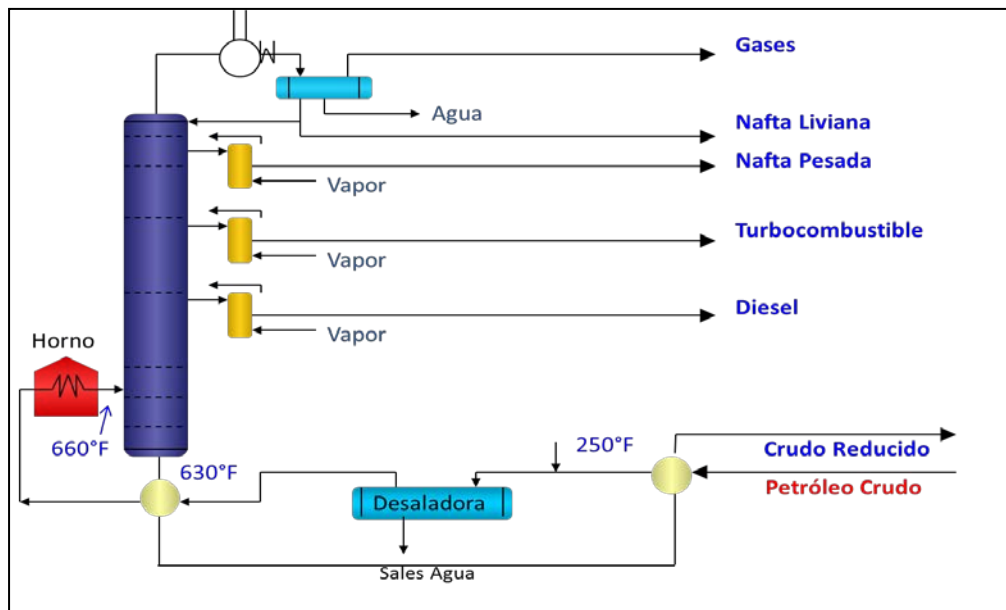 Gases
Agua
Nafta Liviana
Nafta Pesada
Vapor
Turbocombustible
Vapor
Diesel
Vapor
Horno
660°F
630°F
250°F
Crudo Reducido
Petróleo Crudo
Desaladora
Sales Agua